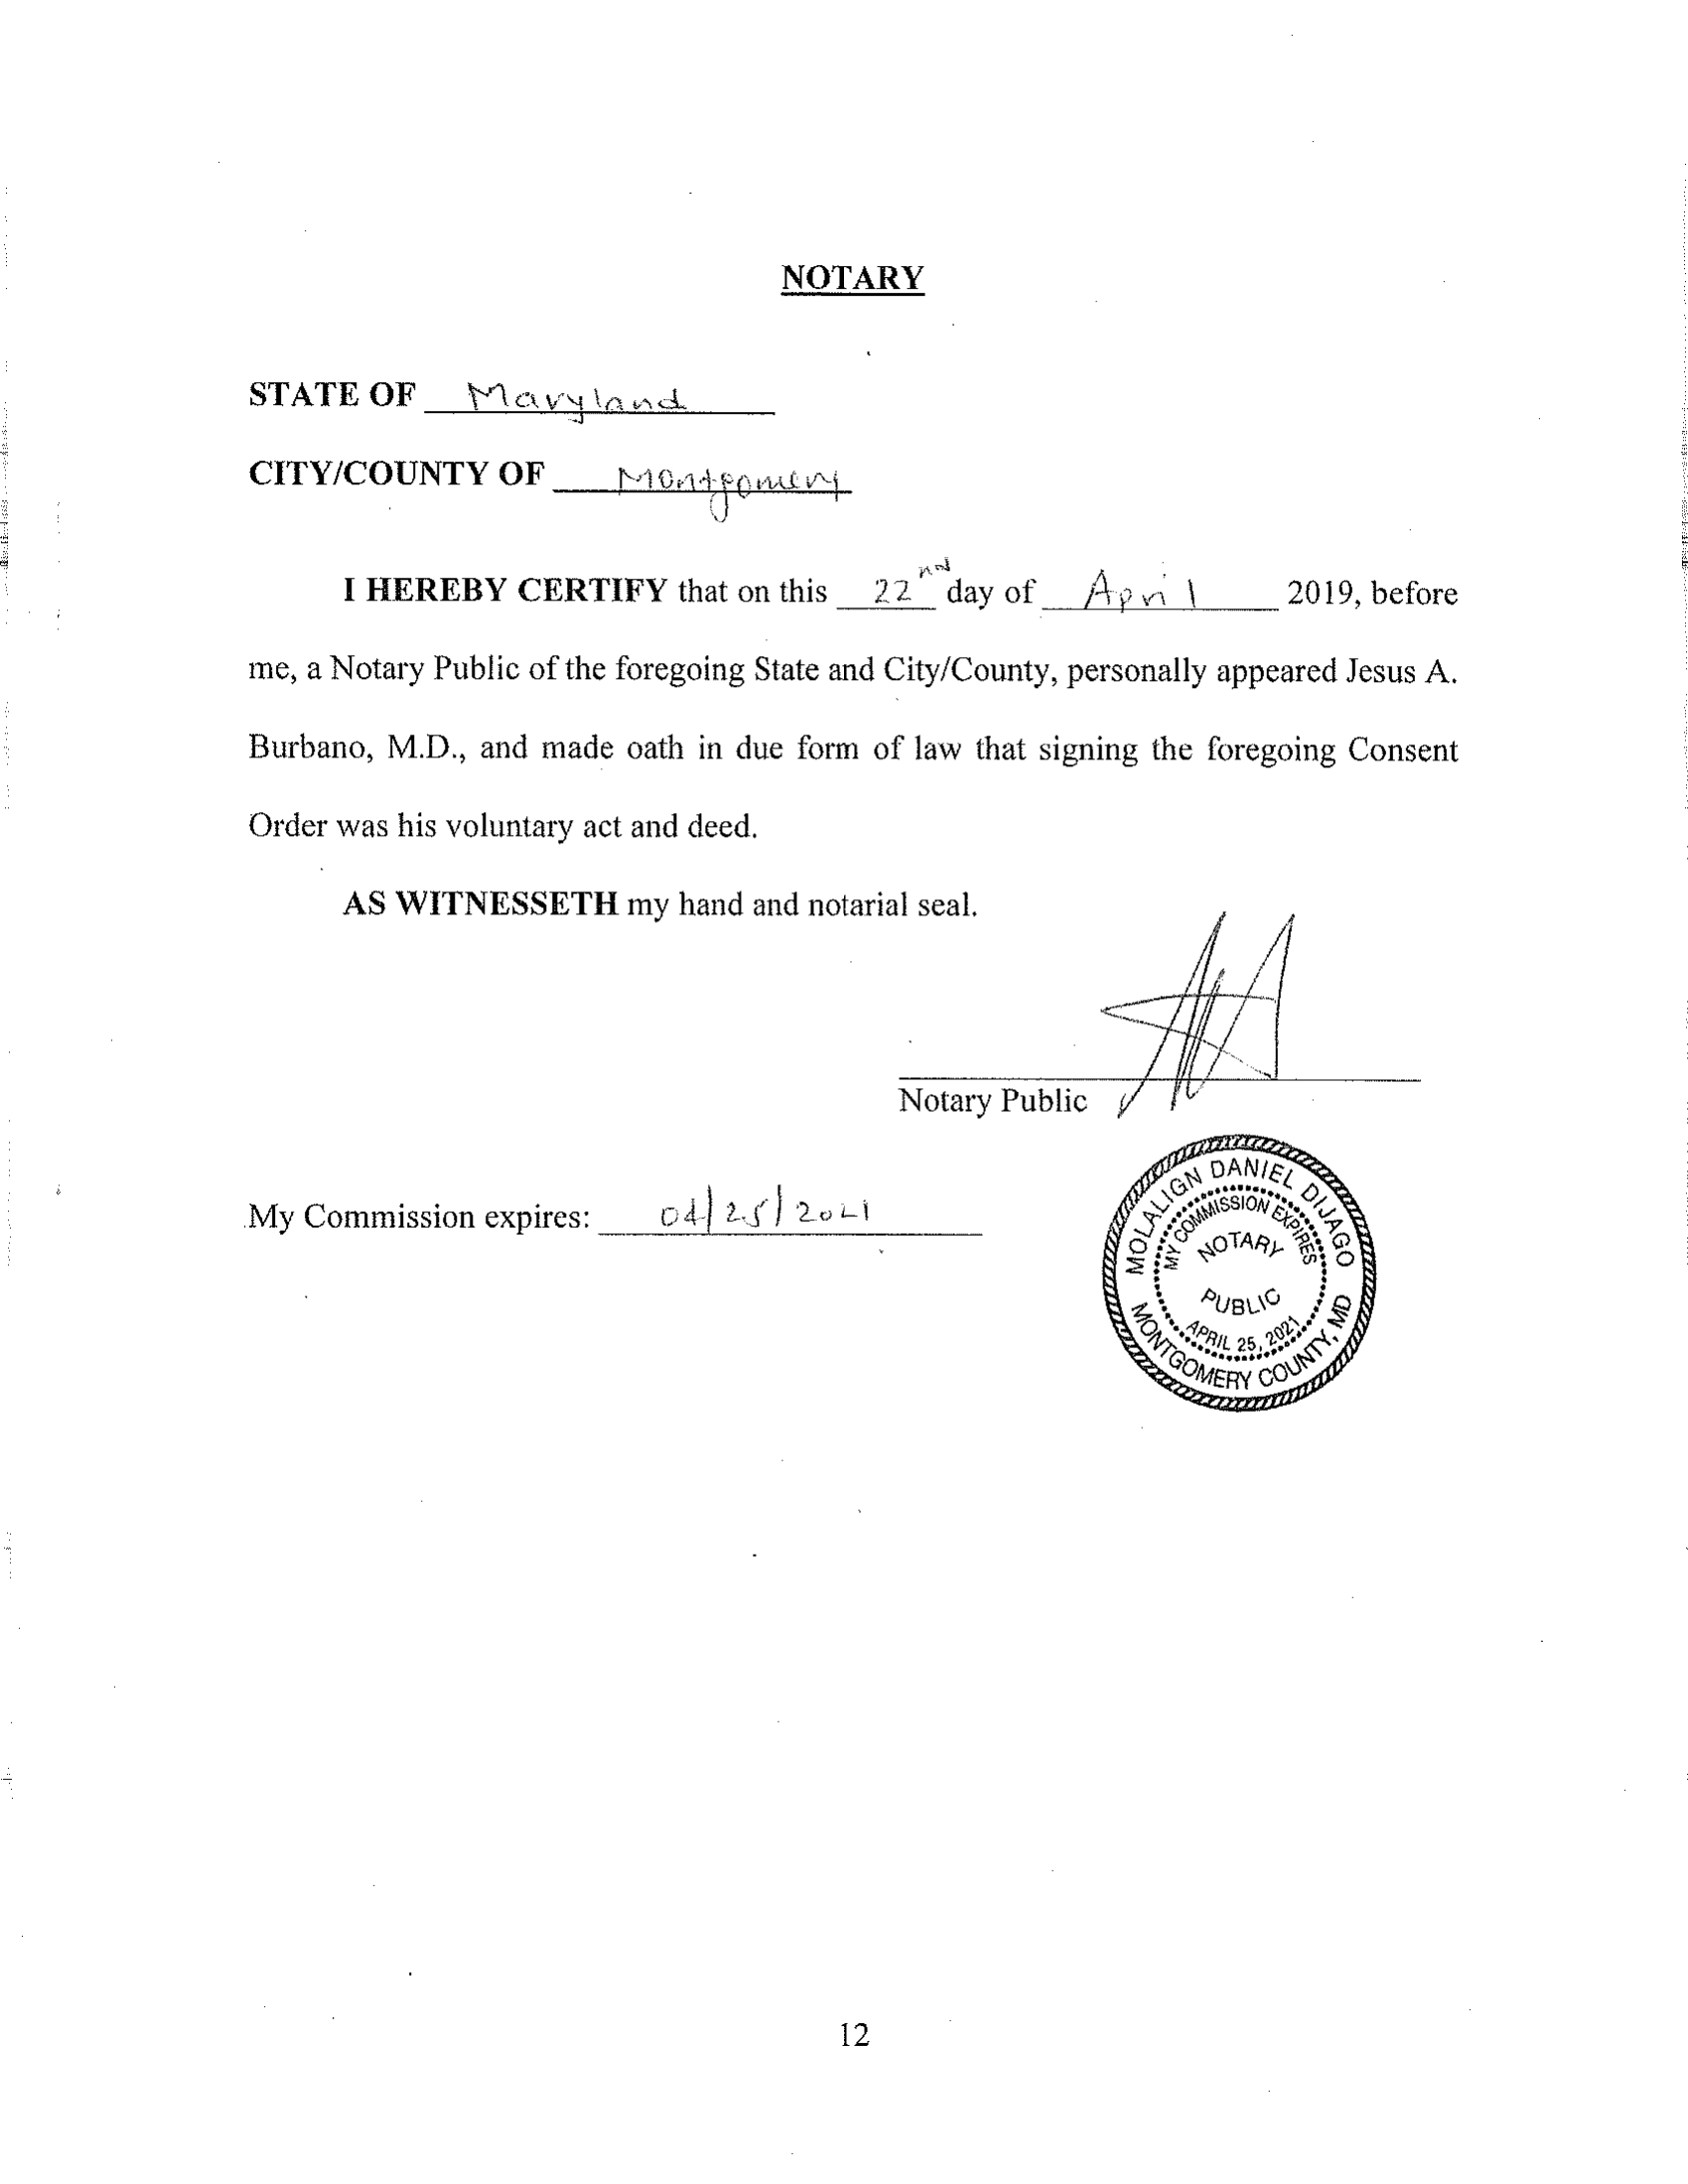 NOTARY
STATE OF Maryland
CITY/COUNTY OF Montgomery
I HEREBY CERTIFY that on this 22nd day of April 2019, before
me, a Notary Public of the foregoing State and City/County, personally appeared Jesus A.
Burbano, M.D., and made oath in due form of law that signing the foregoing Consent
Order was his voluntary act and deed.
AS WITNESSETH my hand and notarial seal.
Notary Public
My Commission expires: 04/25/2021
MOLALIGN DANIEL DIJAGO
MY COMMISSION EXPIRES
NOTARY
PUBLIC
APRIL 25, 2021
MONTGOMERY COUNTY, MD
12